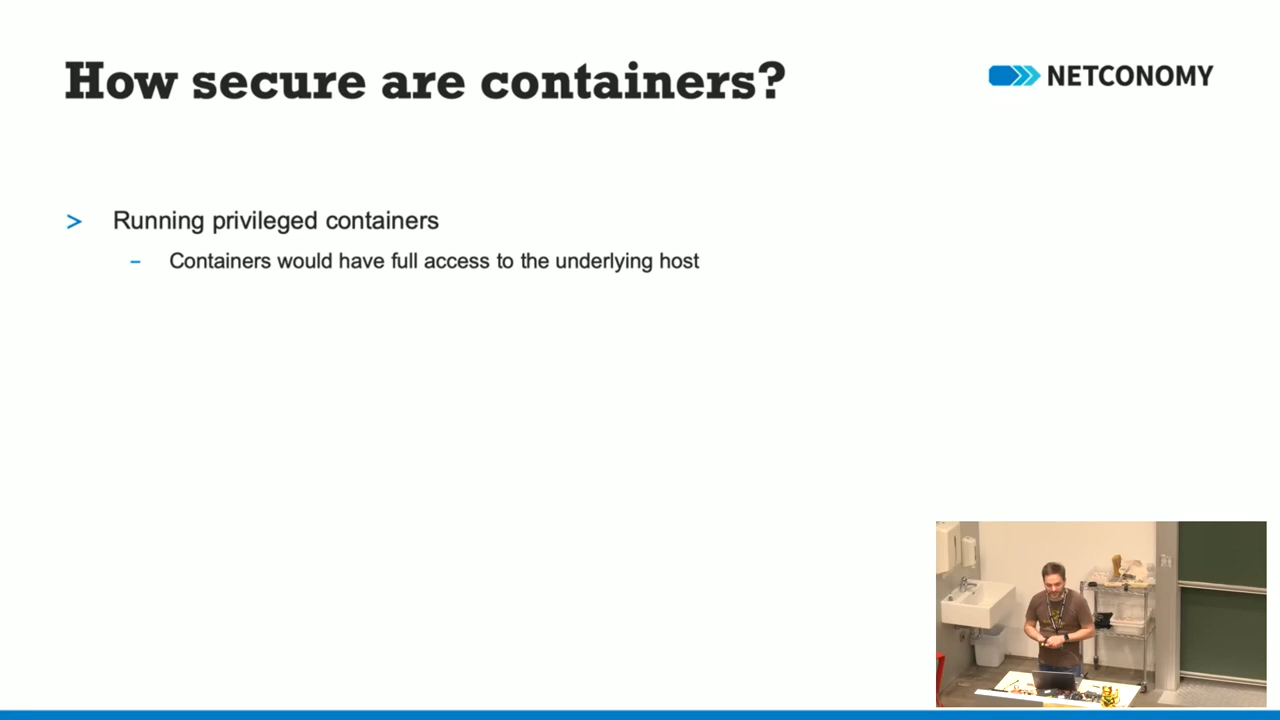 How secure are containers?
NETCONOMY
> Running privileged containers
– Containers would have full access to the underlying host